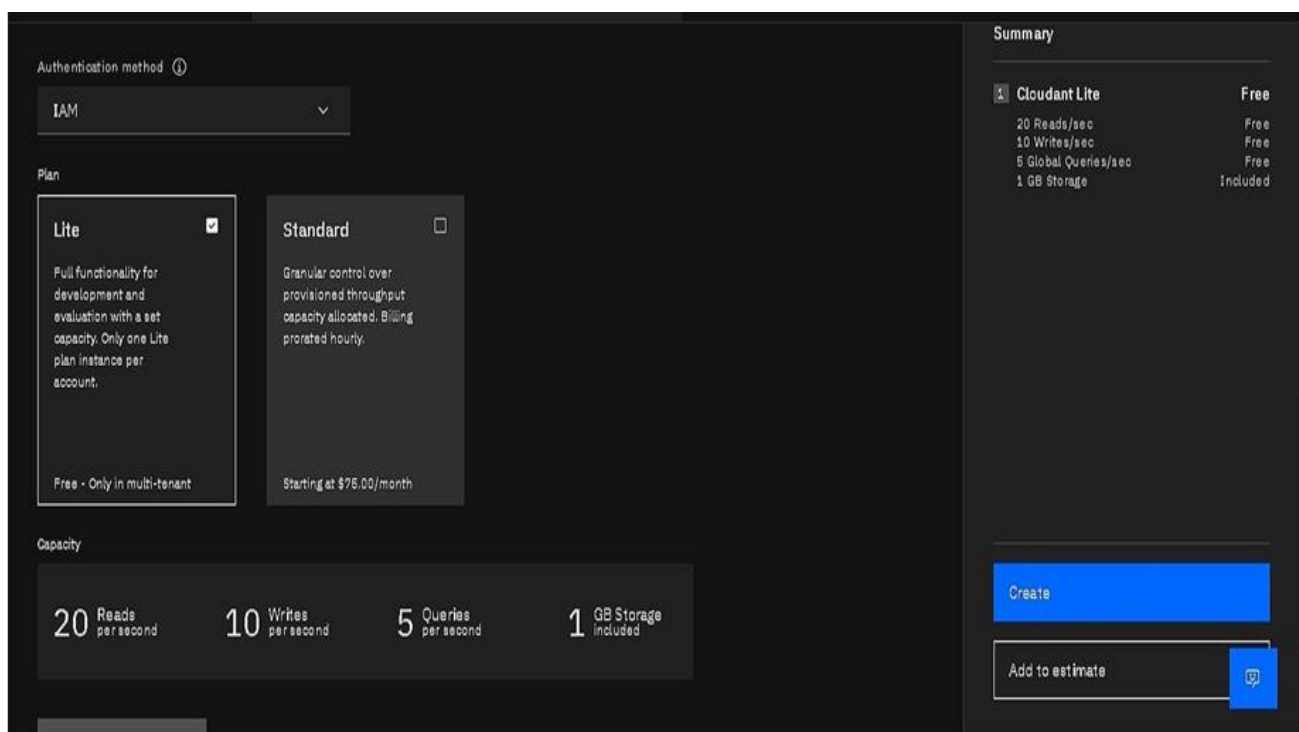 Authentication method
IAM
Plan
Lite
Full functionality for
development and
evaluation with a set
capacity. Only one Lite
plan instance per
account.
Free - Only in multi-tenant
Standard
Granular control over
provisioned throughput
capacity allocated. Billing
prorated hourly.
Starting at $75.00/month
Capacity
20 Reads per second
10 Writes per second
5 Queries per second
1 GB Storage included
Summary
1 Cloudant Lite Free
20 Reads/sec Free
10 Writes/sec Free
5 Global Queries/sec Free
1 GB Storage Included
Create
Add to estimate